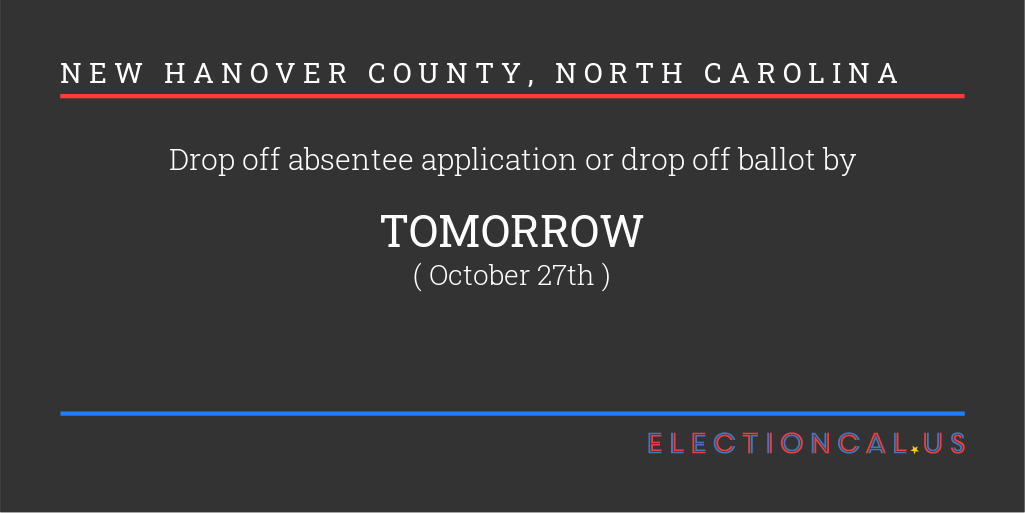 NEW HANOVER COUNTY, NORTH CAROLINA
Drop off absentee application or drop off ballot by
TOMORROW
( October 27th )
ELECTIONCAL.US